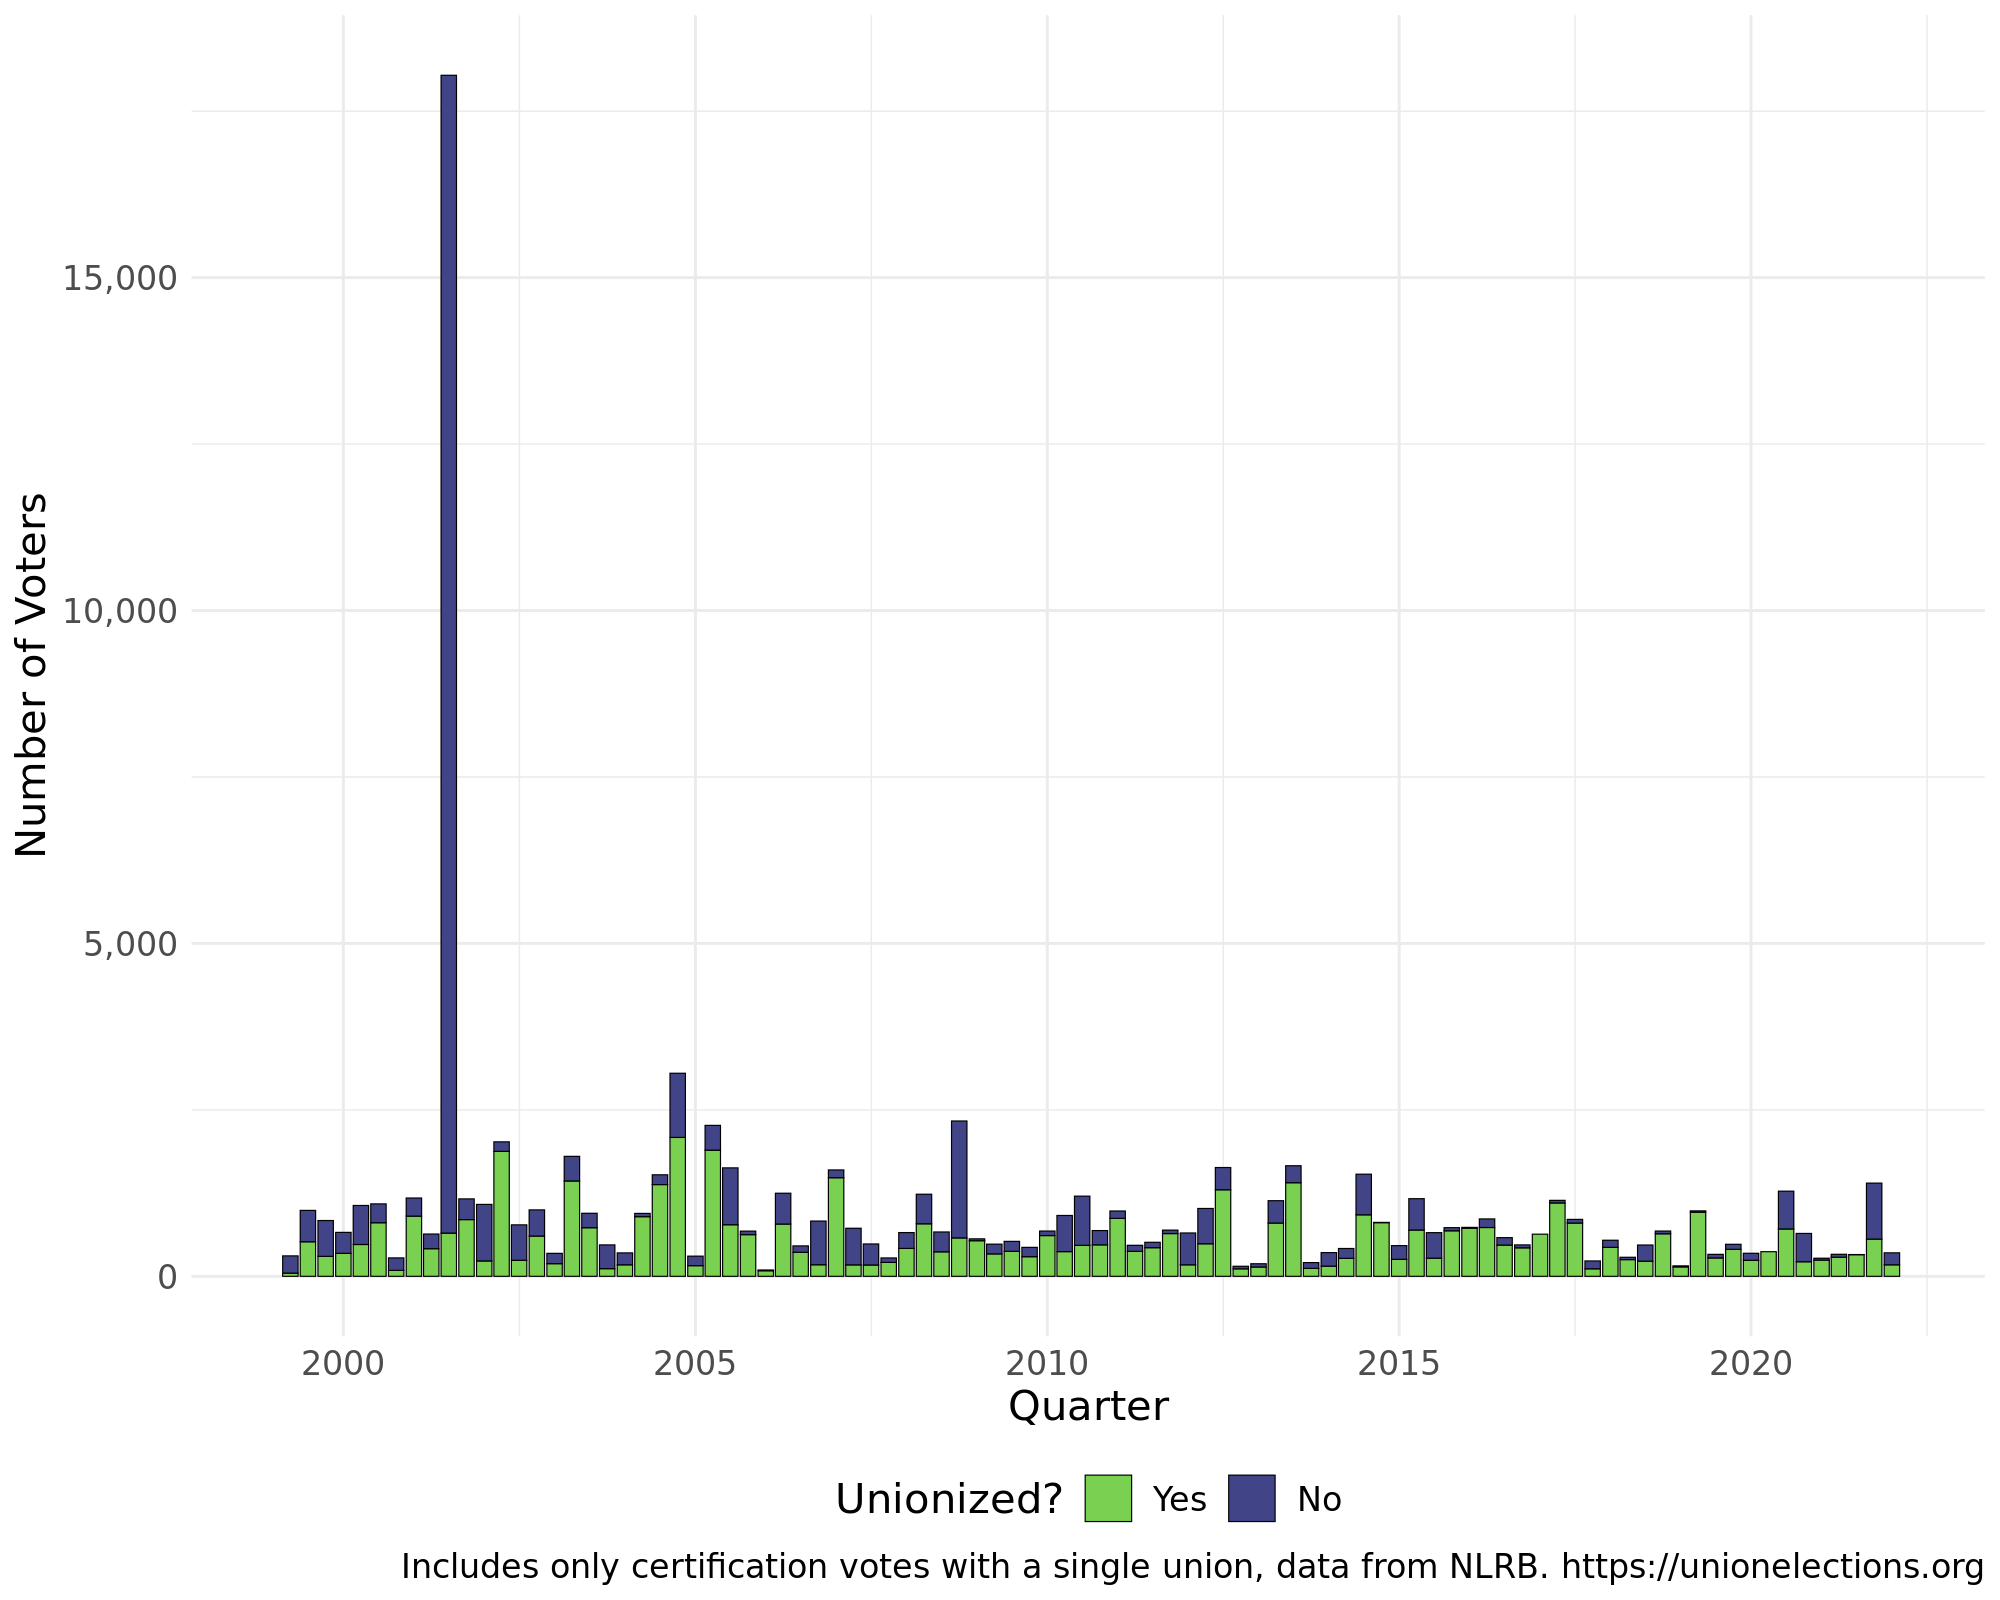 Number of Voters
15,000
10,000
5,000
0
2000 2005 2010 2015 2020
Quarter
Unionized? Yes No
Includes only certification votes with a single union, data from NLRB. https://unionelections.org